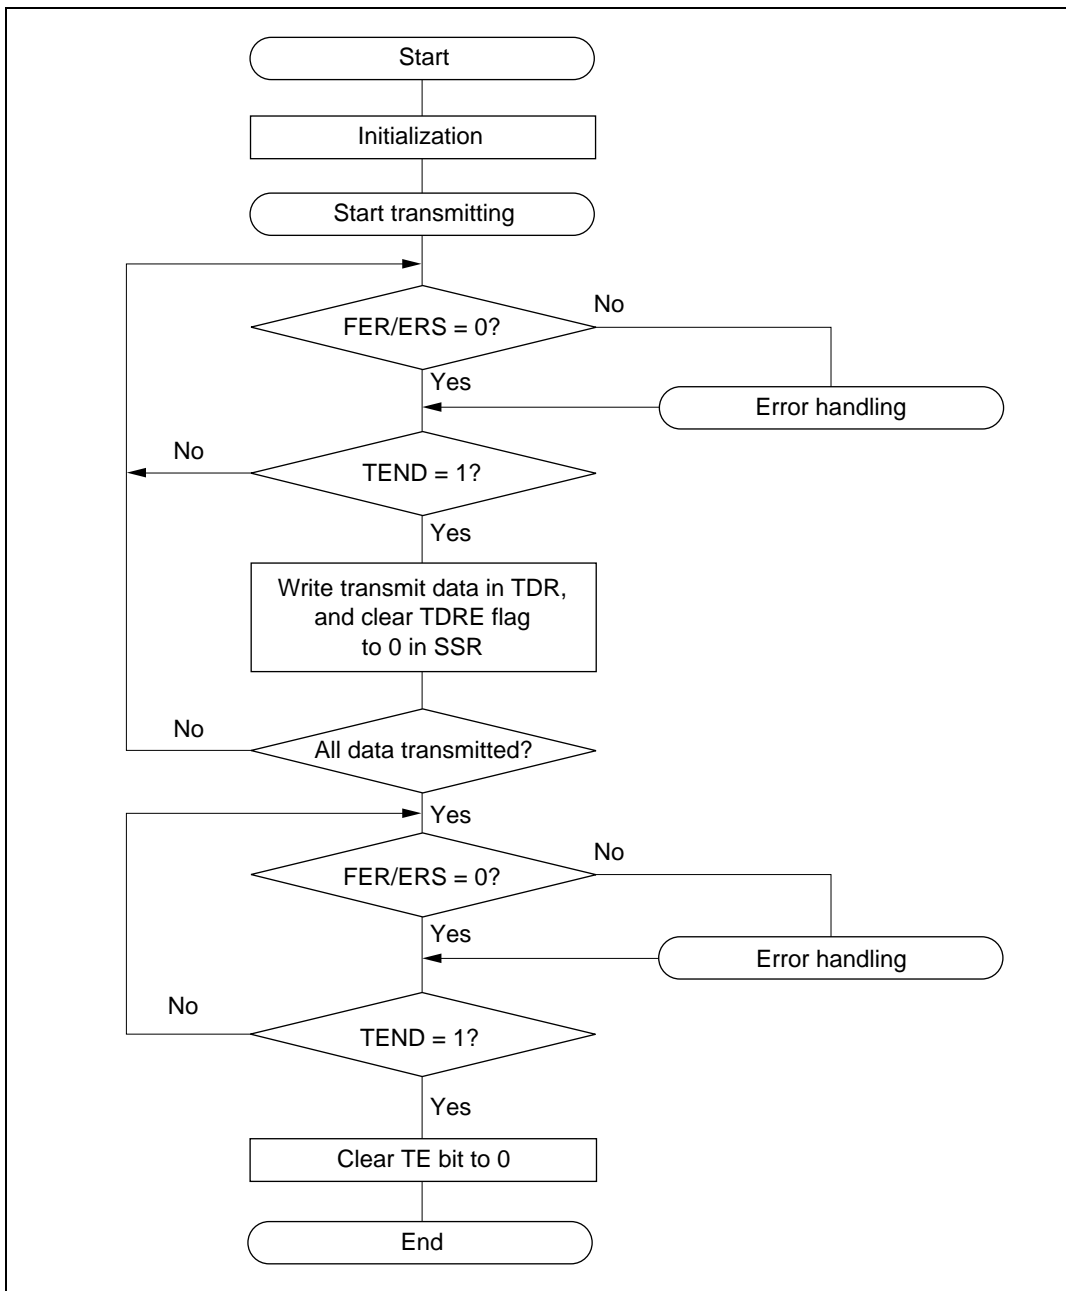 Start
Initialization
Start transmitting
FER/ERS = 0?
No
Yes
Error handling
No
TEND = 1?
Yes
Write transmit data in TDR,
and clear TDRE flag
to 0 in SSR
No
All data transmitted?
Yes
FER/ERS = 0?
No
Yes
Error handling
No
TEND = 1?
Yes
Clear TE bit to 0
End